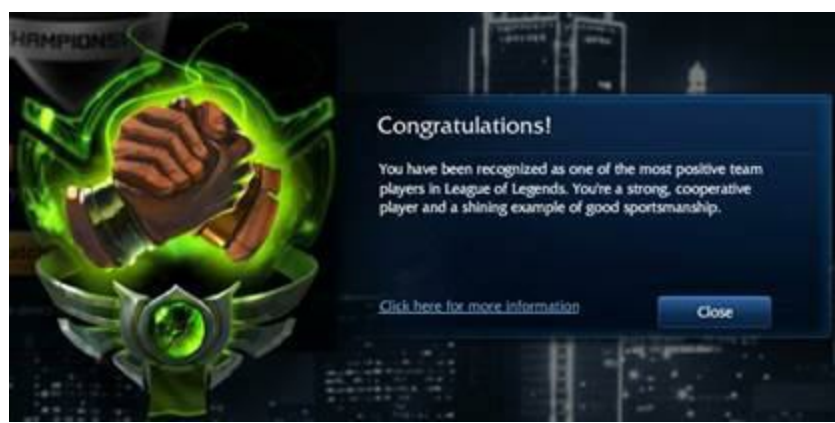 HAMPIONS
Congratulations!
You have been recognized as one of the most positive team
players in League of Legends. You're a strong, cooperative
player and a shining example of good sportsmanship.
Click here for more information
Close